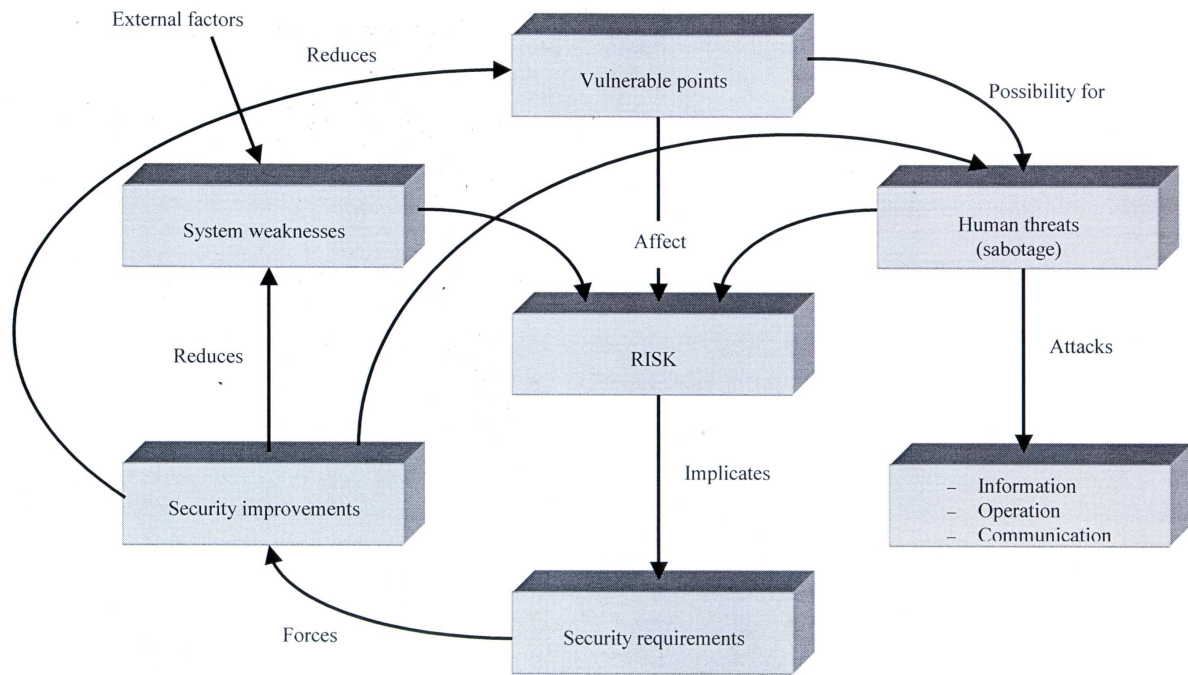 External factors
Reduces
Vulnerable points
Possibility for
System weaknesses
Affect
Human threats
(sabotage)
Reduces
RISK
Attacks
Implicates
Security improvements
– Information
– Operation
– Communication
Forces
Security requirements